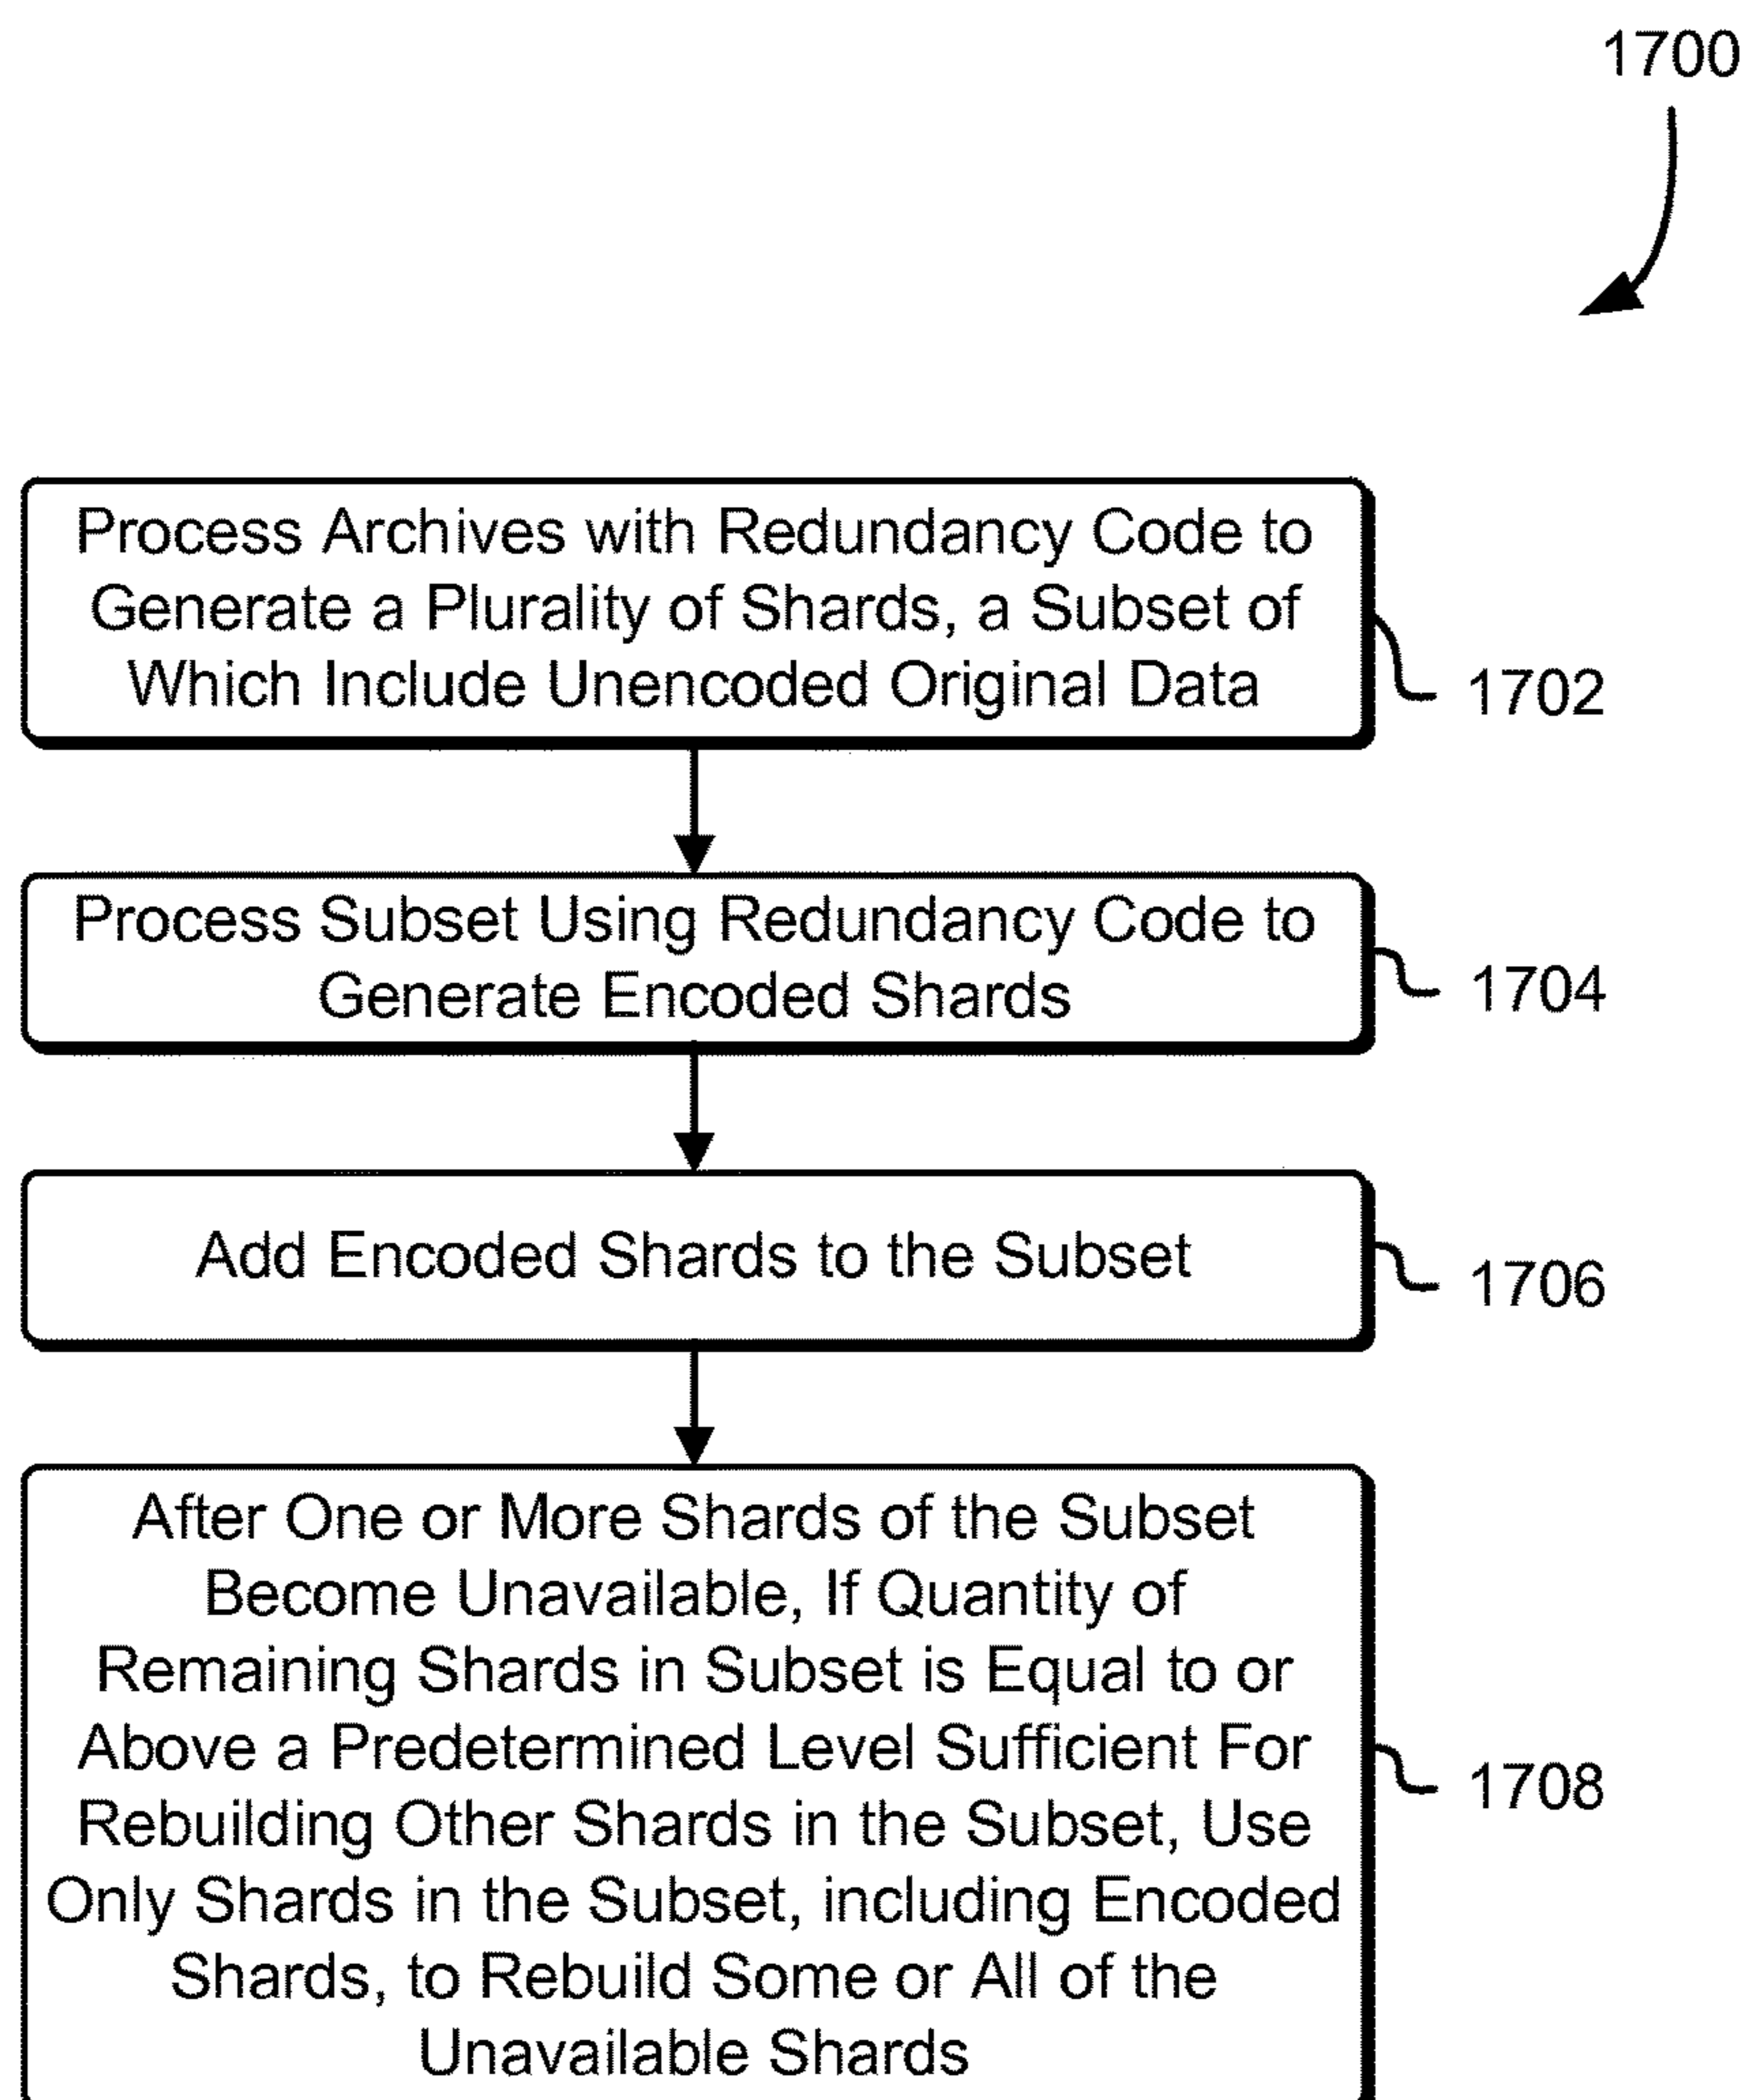 1700
Process Archives with Redundancy Code to
Generate a Plurality of Shards, a Subset of
Which Include Unencoded Original Data
1702
Process Subset Using Redundancy Code to
Generate Encoded Shards
1704
Add Encoded Shards to the Subset
1706
After One or More Shards of the Subset
Become Unavailable, If Quantity of
Remaining Shards in Subset is Equal to or
Above a Predetermined Level Sufficient For
Rebuilding Other Shards in the Subset, Use
Only Shards in the Subset, including Encoded
Shards, to Rebuild Some or All of the
Unavailable Shards
1708